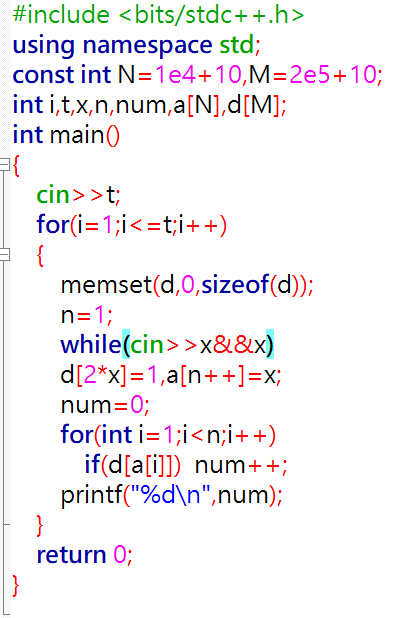 #include <bits/stdc++.h>
using namespace std;
const int N=1e4+10,M=2e5+10;
int i,t,x,n,num,a[N],d[M];
int main()
{
cin>>t;
for(i=1;i<=t;i++)
{
memset(d,0,sizeof(d));
n=1;
while(cin>>x&&x)
d[2*x]=1,a[n++]=x;
num=0;
for(int i=1;i<n;i++)
if(d[a[i]]) num++;
printf("%d\n",num);
}
return 0;
}